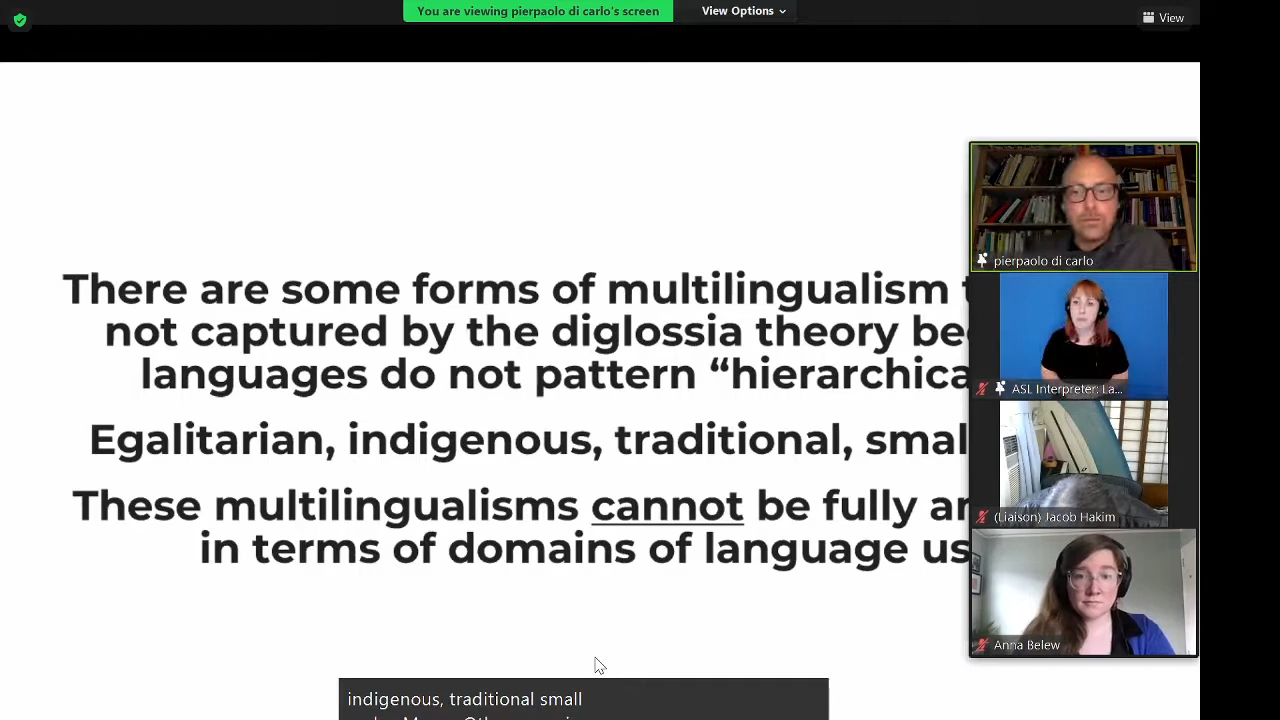 You are viewing pierpaolo di carlo's screen
View Options
View
There are some forms of multilingualism
not captured by the diglossia theory
languages do not pattern “hierarchica
Egalitarian, indigenous, traditional, smal
These multilingualisms cannot be fully
in terms of domains of language us
pierpaolo di carlo
ASL Interpreter: La...
(Liaison) Jacob Hakim
Anna Belew
indigenous, traditional small